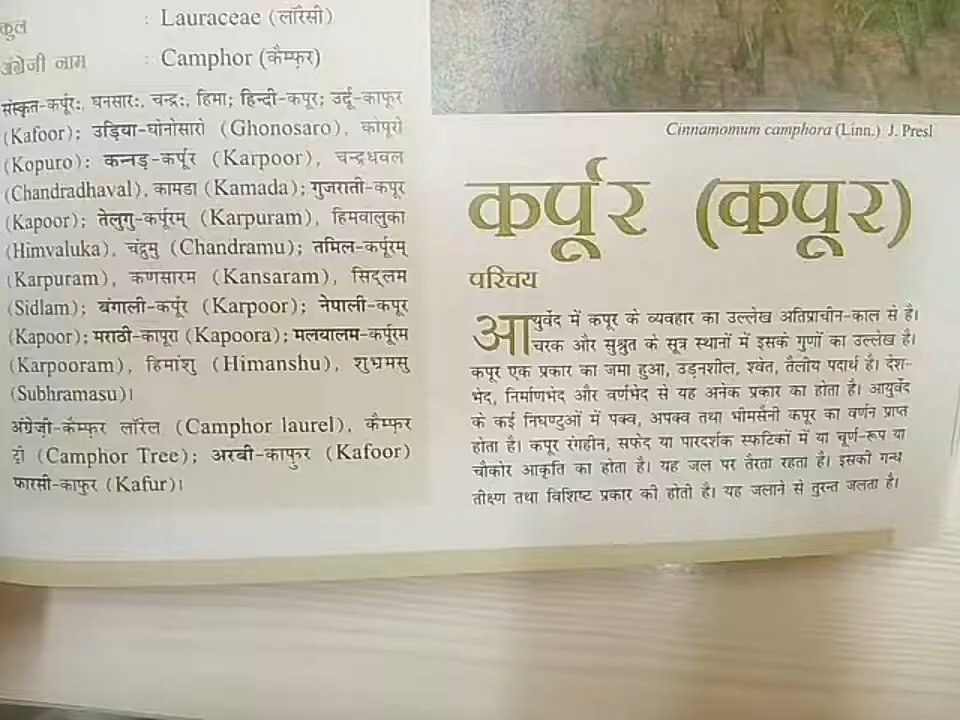 कुल : Lauraceae (लॉरेसी)
अंग्रेजी नाम : Camphor (कैम्फ़र)
संस्कृत-कर्पूरः, घनसारः, चन्द्रः, हिमा; हिन्दी-कपूर; उर्दू-काफूर
(Kafoor); उड़िया-घोनोसारो (Ghonosaro), कोपूरो
(Kopuro); कन्नड़-कर्पूर (Karpoor), चन्द्रधवल
(Chandradhaval), कामडा (Kamada); गुजराती-कपूर
(Kapoor); तेलुगु-कर्पूरम् (Karpuram), हिमवालुका
(Himvaluka), चंद्रमु (Chandramu); तमिल-कर्पूरम्
(Karpuram), कणसारम (Kansaram), सिद्लम
(Sidlam); बंगाली-कर्पूर (Karpoor); नेपाली-कपूर
(Kapoor); मराठी-कापूरा (Kapoora); मलयालम-कर्पूरम
(Karpooram), हिमांशु (Himanshu), शुभ्रमसु
(Subhramasu)।
अंग्रेजी-कैम्फर लॉरेल (Camphor laurel), कैम्फर
ट्री (Camphor Tree); अरबी-काफुर (Kafoor)
फारसी-काफुर (Kafur)।
Cinnamomum camphora (Linn.) J. Presl
कर्पूर (कपूर)
परिचय
आयुर्वेद में कपूर के व्यवहार का उल्लेख अतिप्राचीन-काल से है।
चरक और सुश्रुत के सूत्र स्थानों में इसके गुणों का उल्लेख है।
कपूर एक प्रकार का जमा हुआ, उड़नशील, श्वेत, तैलीय पदार्थ है। देश-
भेद, निर्माणभेद और वर्णभेद से यह अनेक प्रकार का होता है। आयुर्वेद
के कई निघण्टुओं में पक्व, अपक्व तथा भीमसेनी कपूर का वर्णन प्राप्त
होता है। कपूर रंगहीन, सफेद या पारदर्शक स्फटिकों में या चूर्ण-रूप या
चौकोर आकृति का होता है। यह जल पर तैरता रहता है। इसकी गन्ध
तीक्ष्ण तथा विशिष्ट प्रकार की होती है। यह जलाने से तुरन्त जलता है।